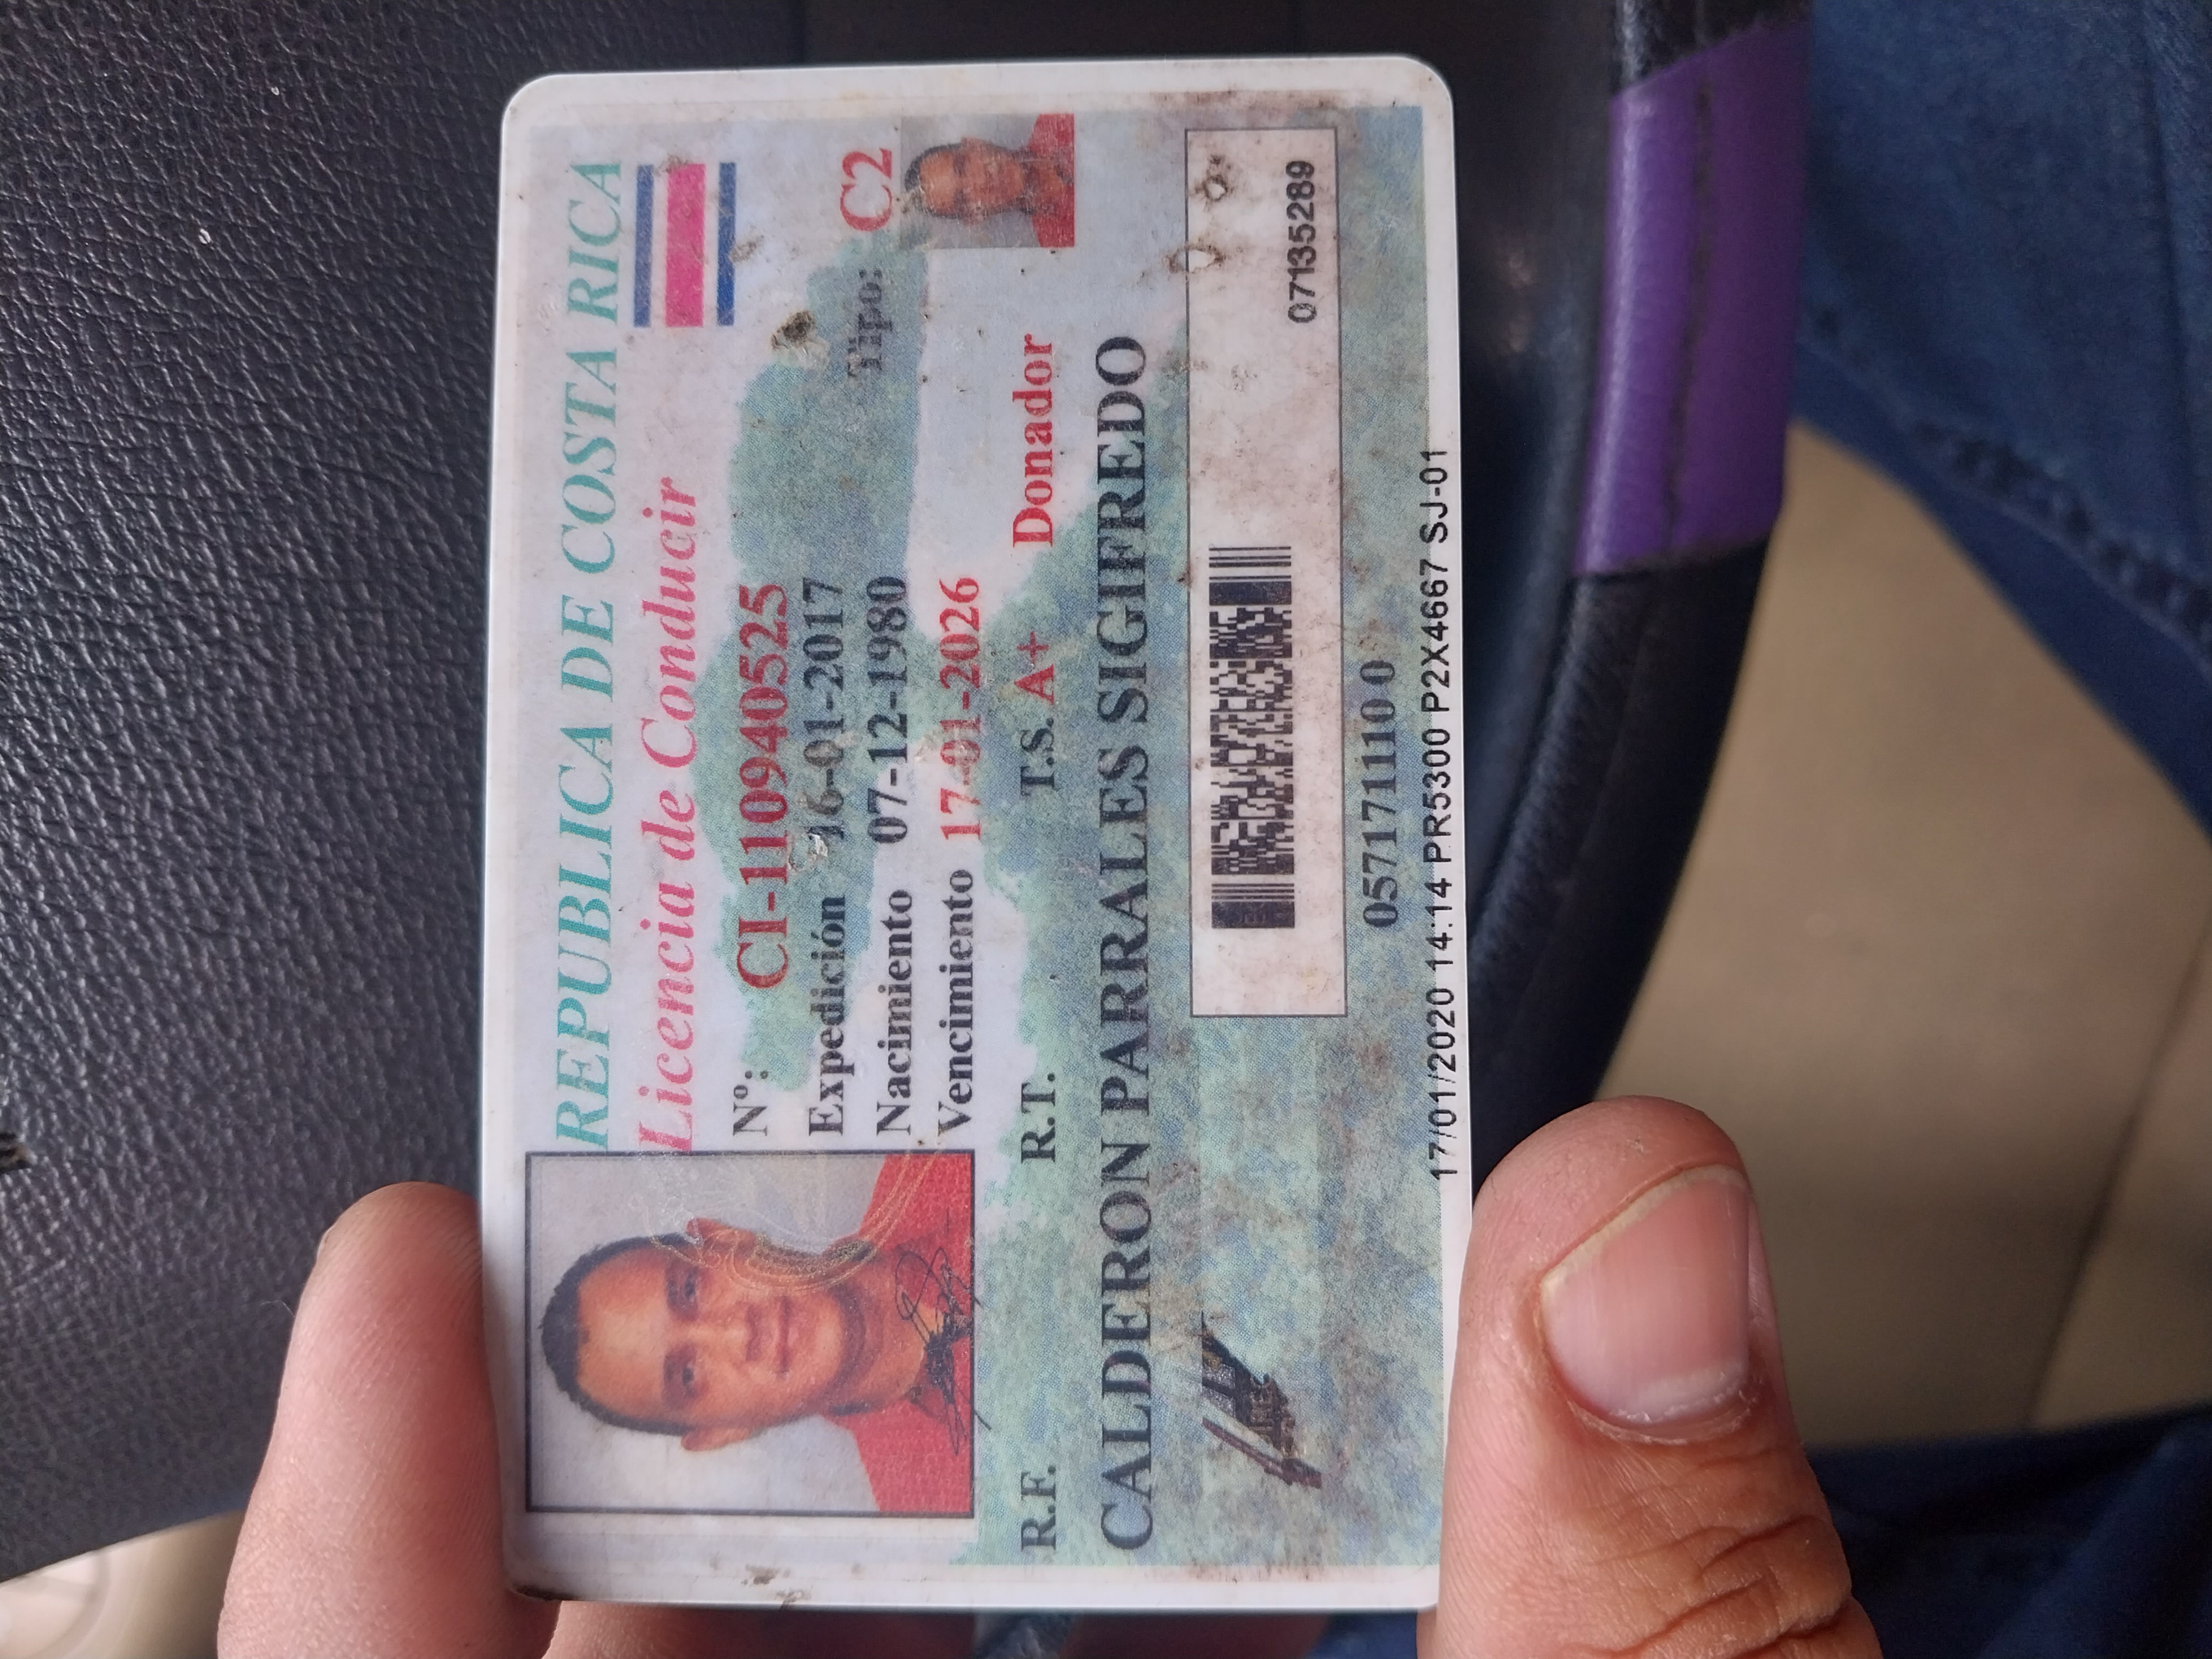 REPUBLICA DE COSTA RICA
Licencia de Conducir
Nº: CI-110940525
Expedición 16-01-2017
Tipo: C2
Nacimiento 07-12-1980
Vencimiento 17-01-2026
R.F. R.T. T.S. A+ Donador
CALDERON PARRALES SIGIFREDO
07135289
057171110 0
17/01/2020 14:14 PR5300 P2X4667 SJ-01